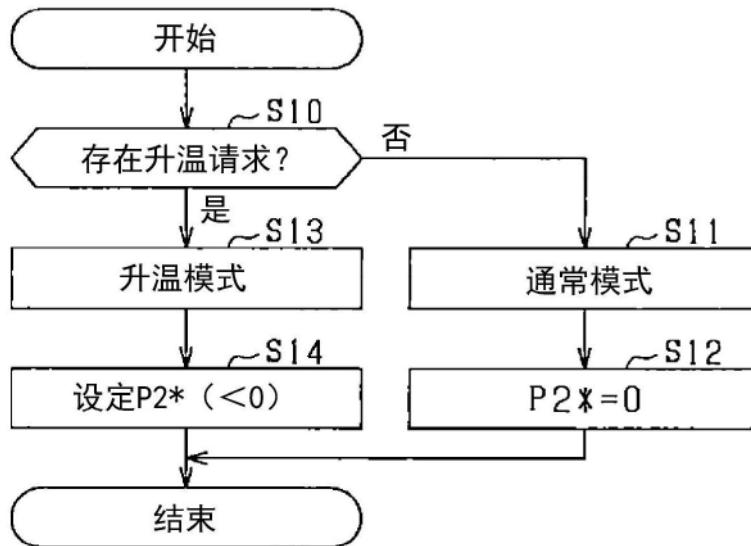 开始
S10
存在升温请求?
否
是
S13
升温模式
S11
通常模式
S14
设定P2*（<0）
S12
P2*=0
结束